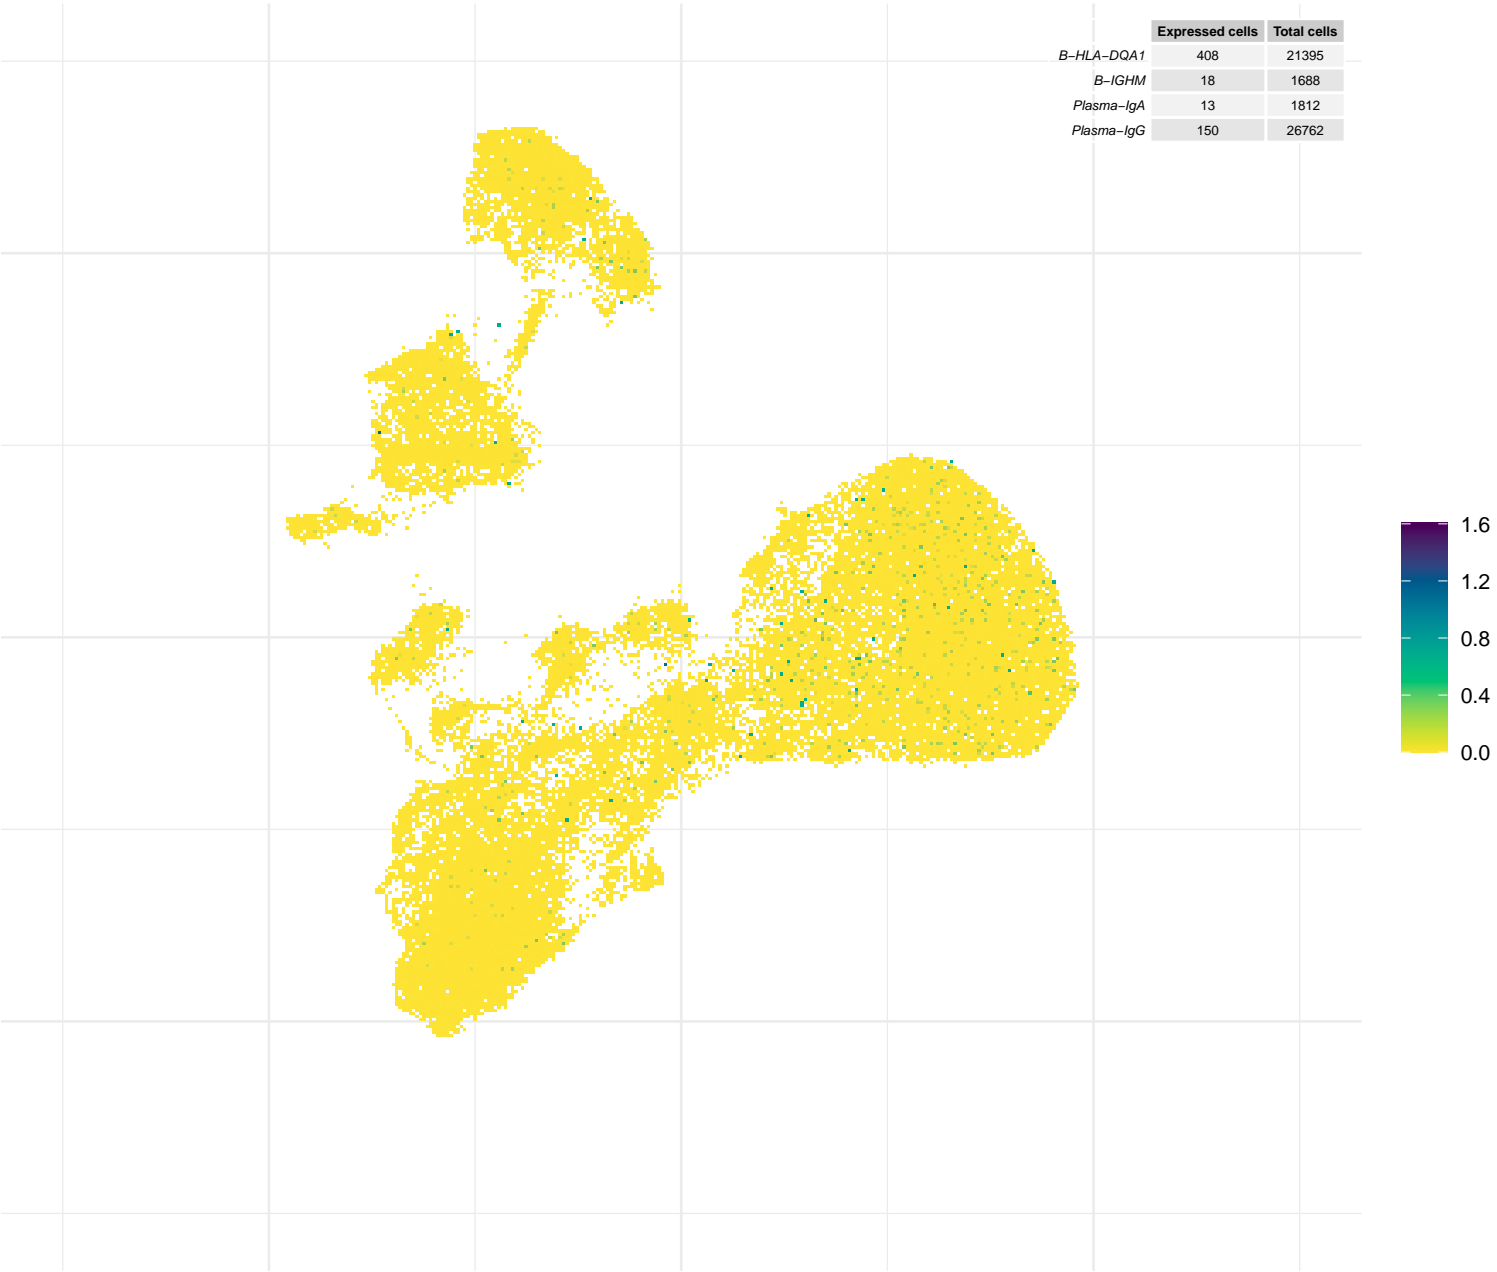 Expressed cells Total cells
B−HLA−DQA1 408 21395
B−IGHM 18 1688
Plasma−IgA 13 1812
Plasma−IgG 150 26762
1.6
1.2
0.8
0.4
0.0